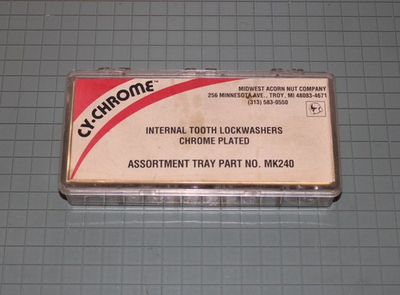 CY-CHROME™
MIDWEST ACORN NUT COMPANY
256 MINNESOTA AVE., TROY, MI 48083-4671
(313) 583-0550
INTERNAL TOOTH LOCKWASHERS
CHROME PLATED
ASSORTMENT TRAY PART NO. MK240